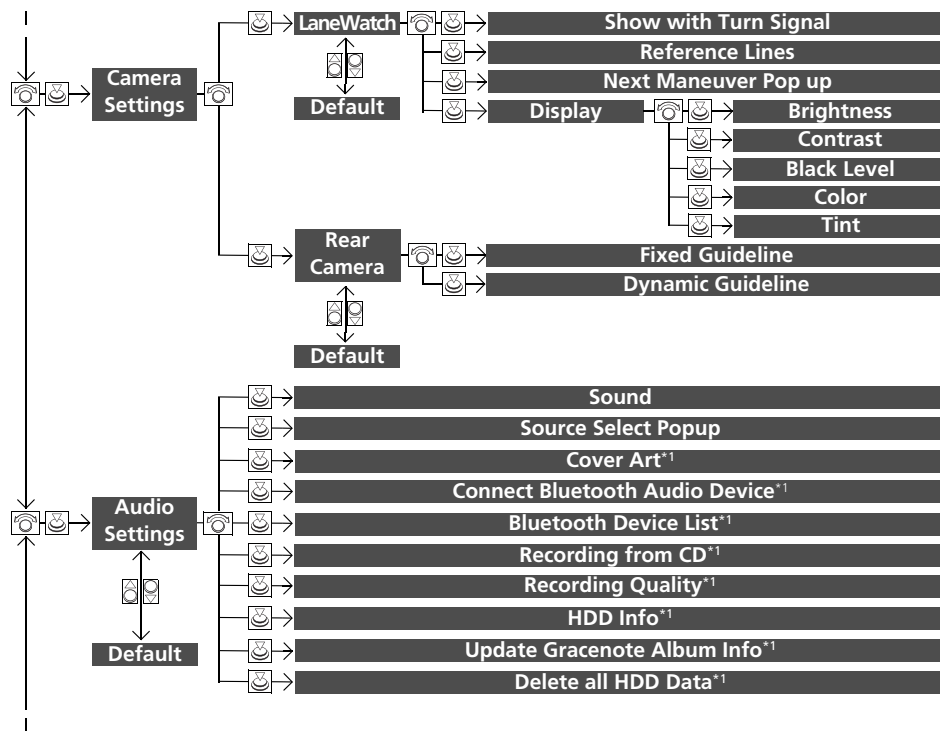 LaneWatch
Show with Turn Signal
Reference Lines
Camera
Settings
Next Maneuver Pop up
Default
Display
Brightness
Contrast
Black Level
Color
Tint
Rear
Camera
Fixed Guideline
Dynamic Guideline
Default
Sound
Source Select Popup
Cover Art*1
Connect Bluetooth Audio Device*1
Audio
Settings
Bluetooth Device List*1
Recording from CD*1
Recording Quality*1
HDD Info*1
Default
Update Gracenote Album Info*1
Delete all HDD Data*1